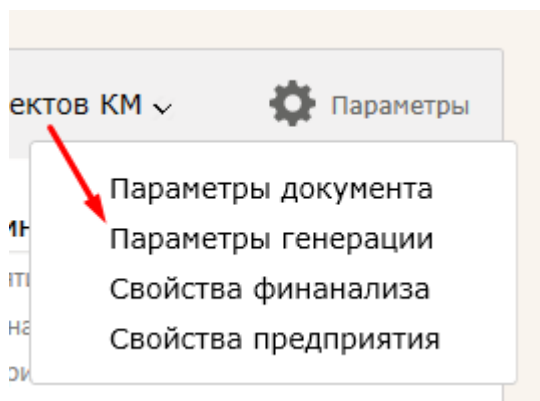 ектов КМ
Параметры
Параметры документа
Параметры генерации
Свойства финанализа
Свойства предприятия